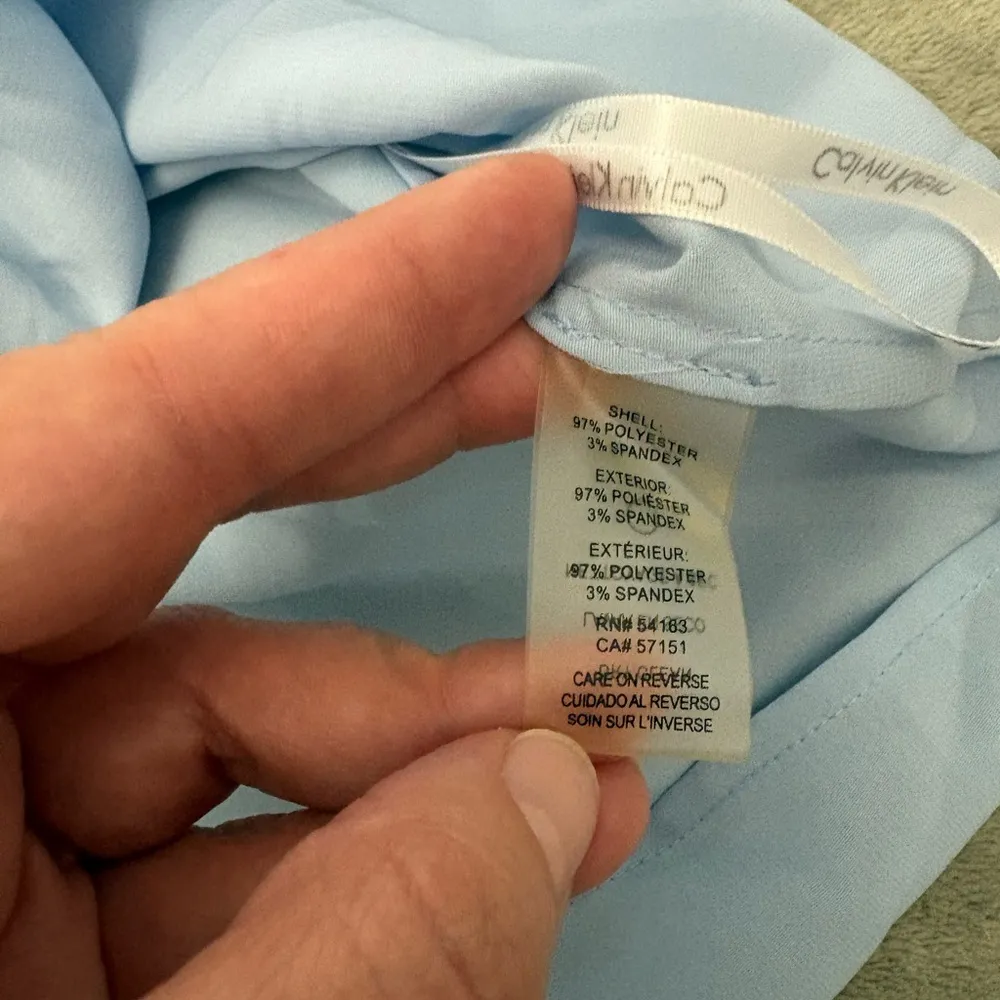 Calvin Klein
Calvin Klein
SHELL:
97% POLYESTER
3% SPANDEX
EXTERIOR:
97% POLIÉSTER
3% SPANDEX
EXTÉRIEUR:
97% POLYESTER
3% SPANDEX
RN# 54163
CA# 57151
CARE ON REVERSE
CUIDADO AL REVERSO
SOIN SUR L'INVERSE